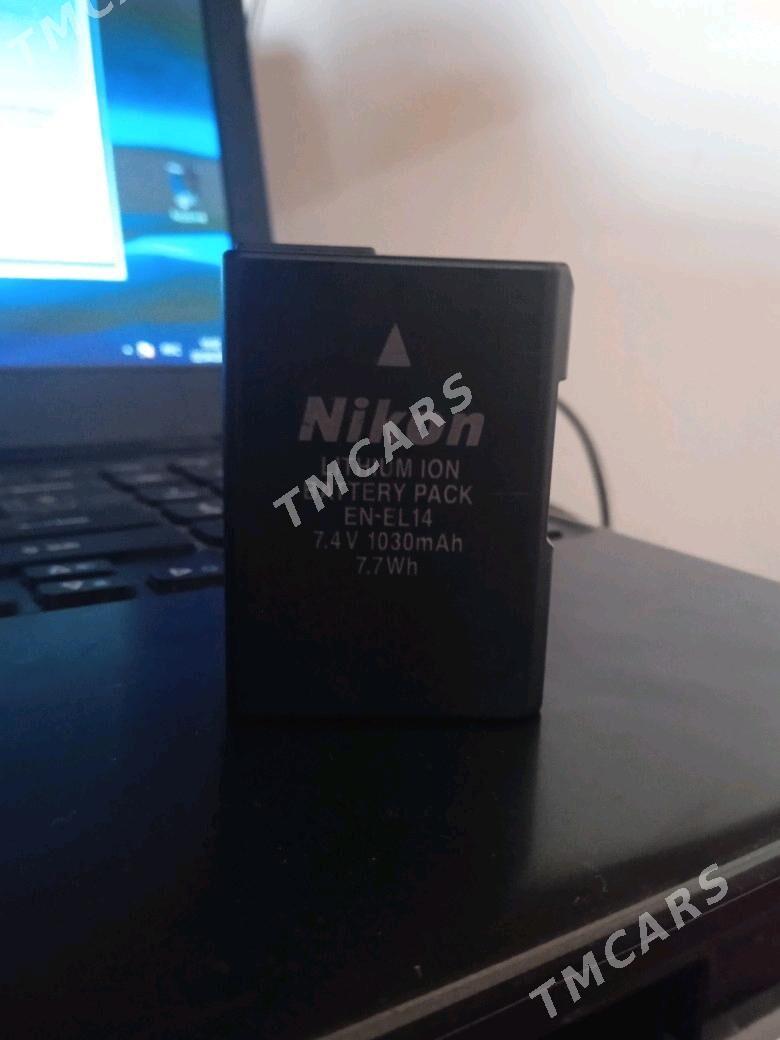 TMCARS
Nikon
LITHIUM ION
BATTERY PACK
EN-EL14
7.4V 1030mAh
7.7Wh
TMCARS
TMCARS